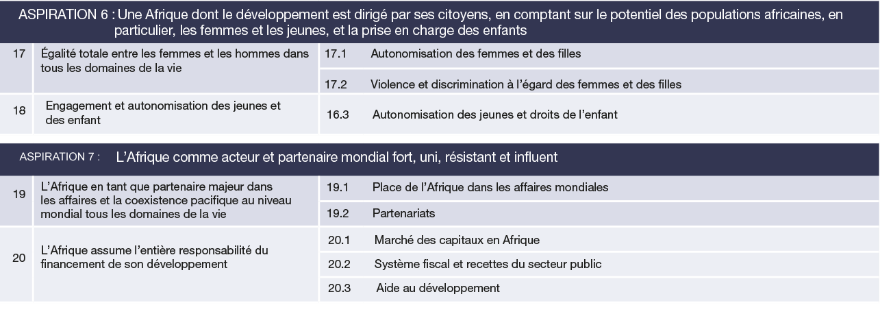 ASPIRATION 6 : Une Afrique dont le développement est dirigé par ses citoyens, en comptant sur le potentiel des populations africaines, en
particulier, les femmes et les jeunes, et la prise en charge des enfants
17 Égalité totale entre les femmes et les hommes dans
tous les domaines de la vie
17.1 Autonomisation des femmes et des filles
17.2 Violence et discrimination à l'égard des femmes et des filles
18 Engagement et autonomisation des jeunes et
des enfant
16.3 Autonomisation des jeunes et droits de l'enfant
ASPIRATION 7 : L'Afrique comme acteur et partenaire mondial fort, uni, résistant et influent
19 L'Afrique en tant que partenaire majeur dans
les affaires et la coexistence pacifique au niveau
mondial tous les domaines de la vie
19.1 Place de l'Afrique dans les affaires mondiales
19.2 Partenariats
20 L'Afrique assume l'entière responsabilité du
financement de son développement
20.1 Marché des capitaux en Afrique
20.2 Système fiscal et recettes du secteur public
20.3 Aide au développement